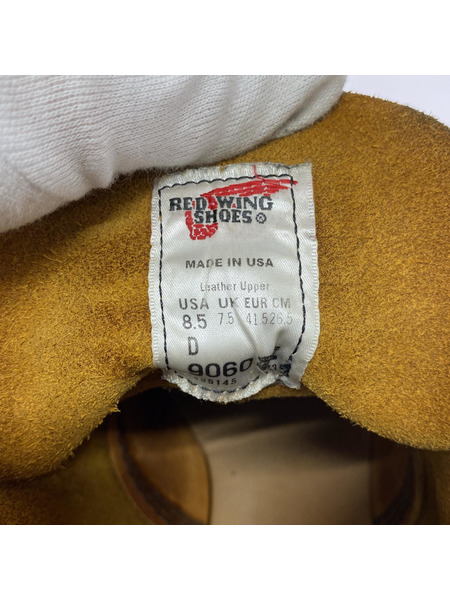 RED WING
SHOES®
MADE IN USA
Leather Upper
USA UK EUR CM
8.5 7.5 41.5 26.5
D
9060